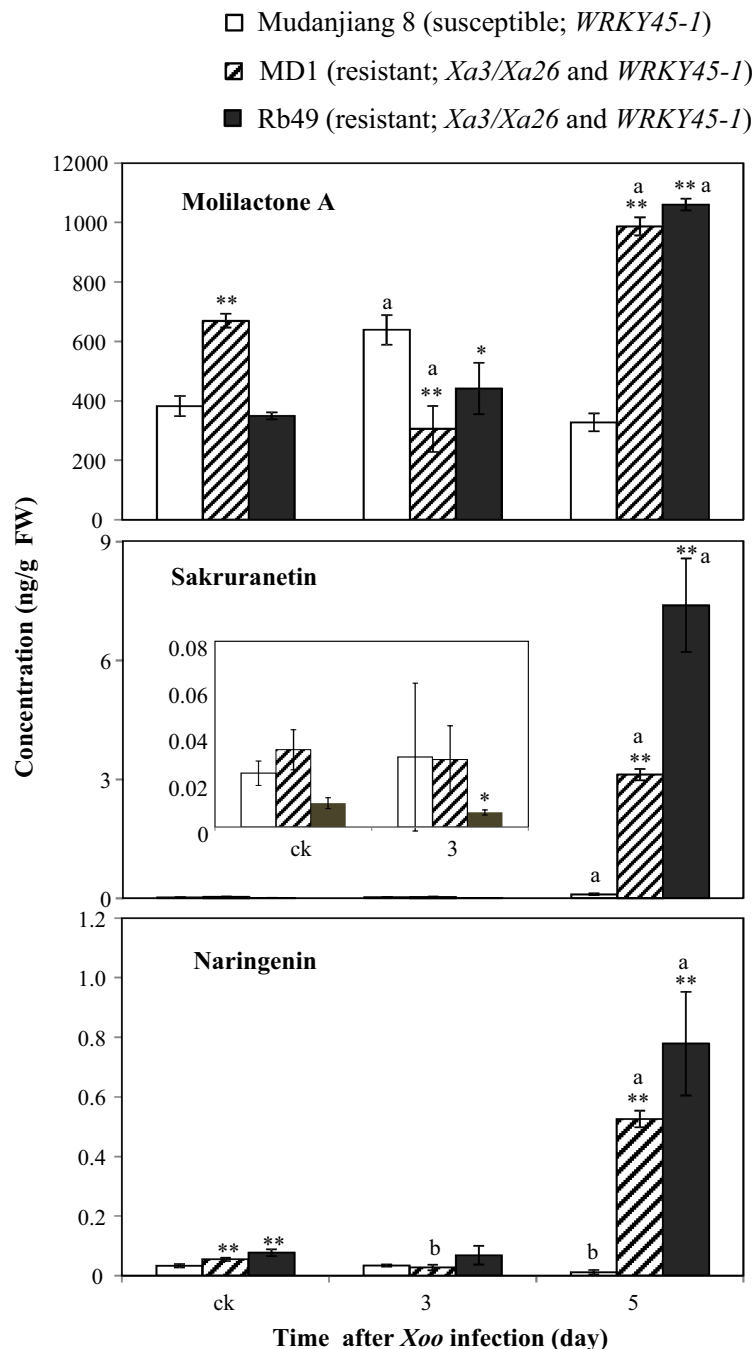 Mudanjiang 8 (susceptible; WRKY45-1)
MD1 (resistant; Xa3/Xa26 and WRKY45-1)
Rb49 (resistant; Xa3/Xa26 and WRKY45-1)
Concentration (ng/g FW)
12000
1000
800
600
400
200
0
Molilactone A
**
a
a
**
*
a
**
** a
9
6
3
0
Sakruranetin
0.08
0.06
0.04
0.02
0
*
ck
3
a
a
**
** a
1.2
1.0
0.8
0.6
0.4
0.2
0
Naringenin
**
**
b
b
a
**
a
**
ck
3
5
Time after Xoo infection (day)